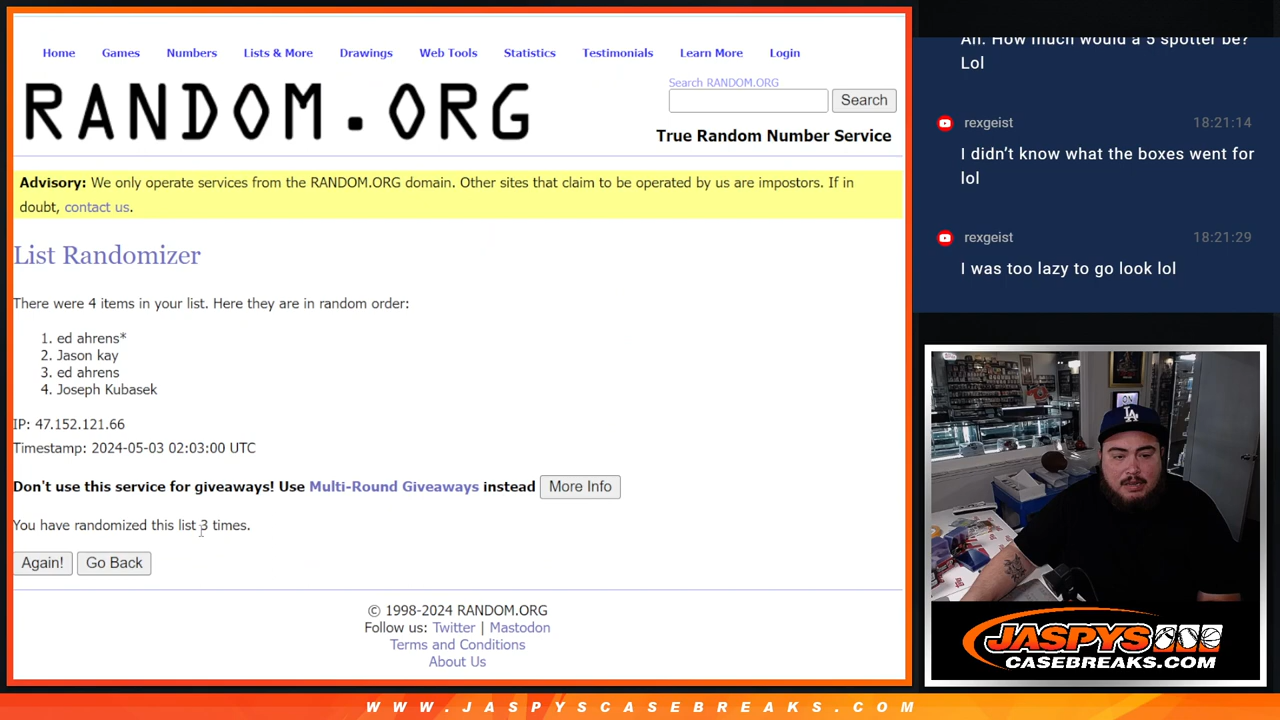 Home Games Numbers Lists & More Drawings Web Tools Statistics Testimonials Learn More Login
RANDOM.ORG
Search RANDOM.ORG
Search
True Random Number Service
Advisory: We only operate services from the RANDOM.ORG domain. Other sites that claim to be operated by us are impostors. If in
doubt, contact us.
List Randomizer
There were 4 items in your list. Here they are in random order:
1. ed ahrens*
2. Jason kay
3. ed ahrens
4. Joseph Kubasek
IP: 47.152.121.66
Timestamp: 2024-05-03 02:03:00 UTC
Don't use this service for giveaways! Use Multi-Round Giveaways instead More Info
You have randomized this list 3 times.
Again! Go Back
© 1998-2024 RANDOM.ORG
Follow us: Twitter | Mastodon
Terms and Conditions
About Us
How much would a 5 spotter be?
Lol
rexgeist 18:21:14
I didn't know what the boxes went for
lol
rexgeist 18:21:29
I was too lazy to go look lol
LA
JASPYS
CASEBREAKS.COM
WWW.JASPYSCASEBREAKS.COM